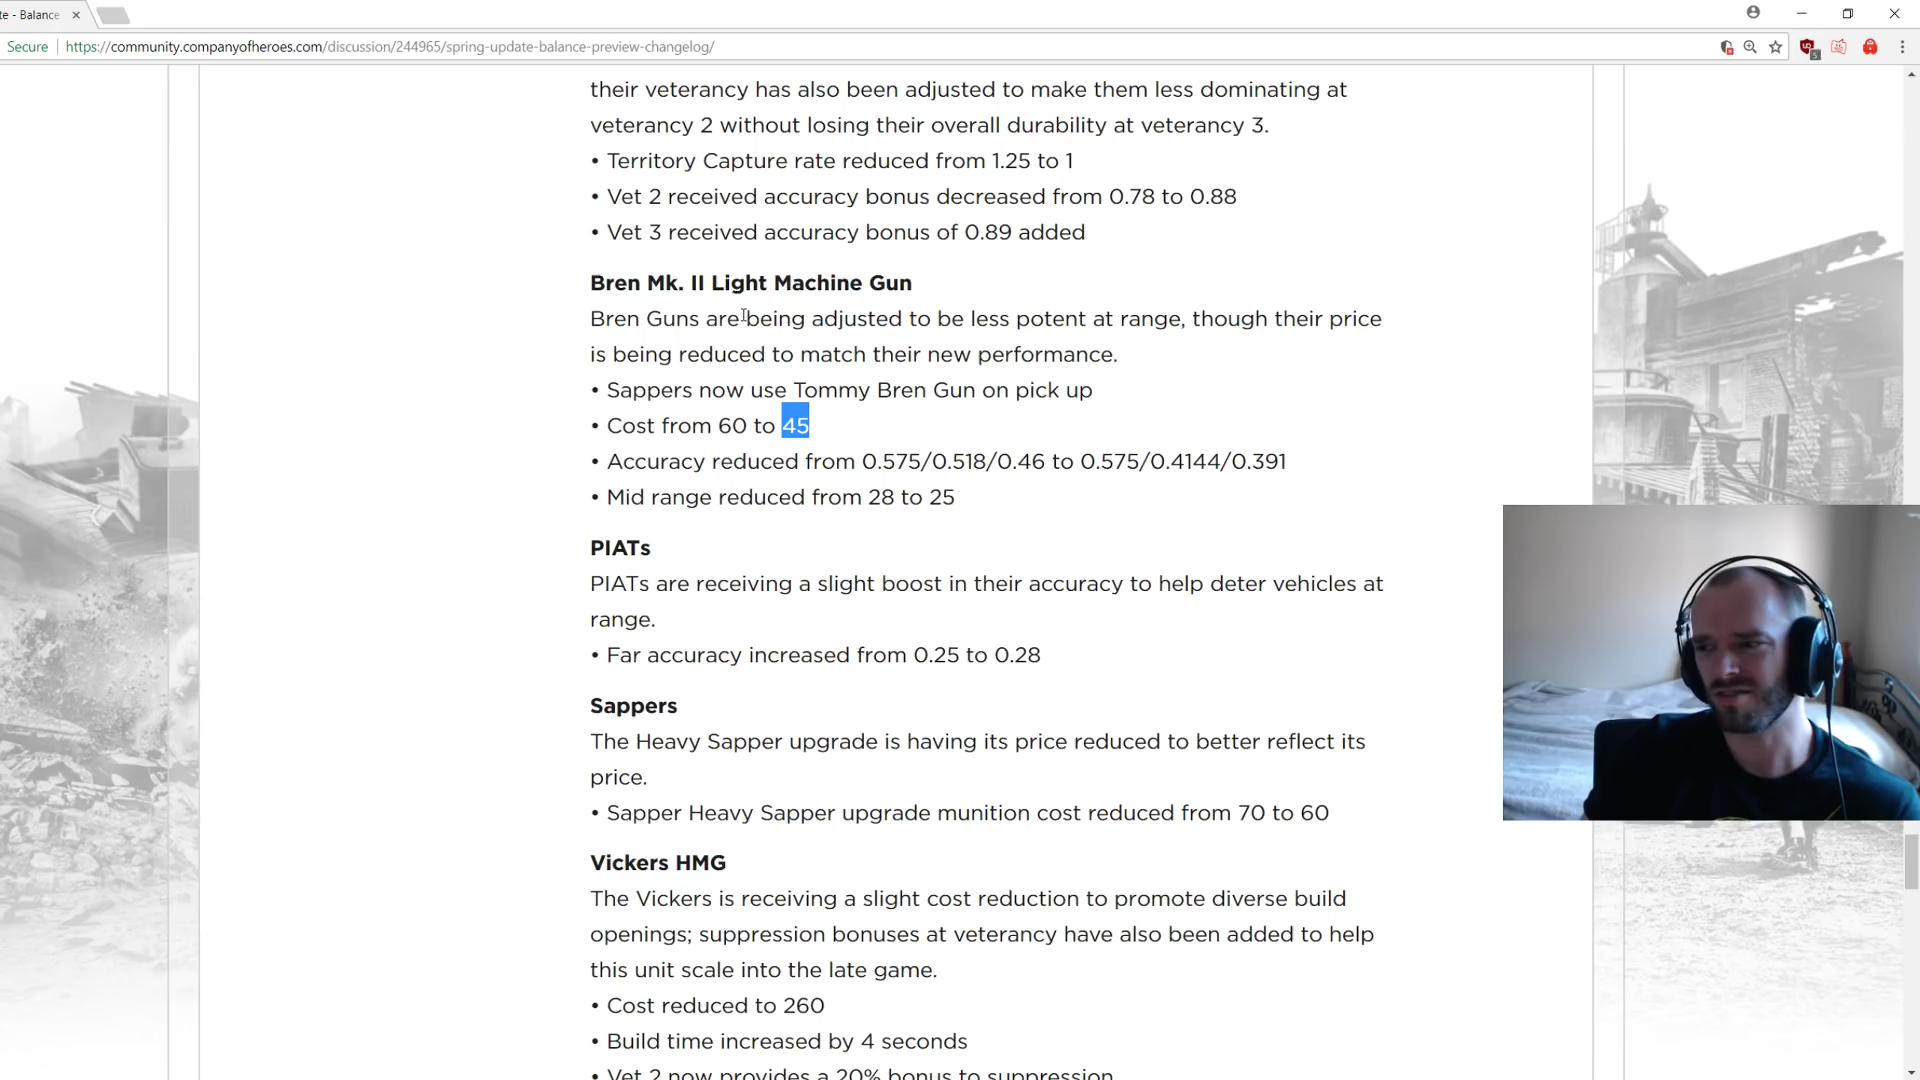 te - Balance
Secure https://community.companyofheroes.com/discussion/244965/spring-update-balance-preview-changelog/
their veterancy has also been adjusted to make them less dominating at
veterancy 2 without losing their overall durability at veterancy 3.
• Territory Capture rate reduced from 1.25 to 1
• Vet 2 received accuracy bonus decreased from 0.78 to 0.88
• Vet 3 received accuracy bonus of 0.89 added
Bren Mk. II Light Machine Gun
Bren Guns are being adjusted to be less potent at range, though their price
is being reduced to match their new performance.
• Sappers now use Tommy Bren Gun on pick up
• Cost from 60 to 45
• Accuracy reduced from 0.575/0.518/0.46 to 0.575/0.4144/0.391
• Mid range reduced from 28 to 25
PIATs
PIATs are receiving a slight boost in their accuracy to help deter vehicles at
range.
• Far accuracy increased from 0.25 to 0.28
Sappers
The Heavy Sapper upgrade is having its price reduced to better reflect its
price.
• Sapper Heavy Sapper upgrade munition cost reduced from 70 to 60
Vickers HMG
The Vickers is receiving a slight cost reduction to promote diverse build
openings; suppression bonuses at veterancy have also been added to help
this unit scale into the late game.
• Cost reduced to 260
• Build time increased by 4 seconds
• Vet 2 now provides a 20% bonus to suppression